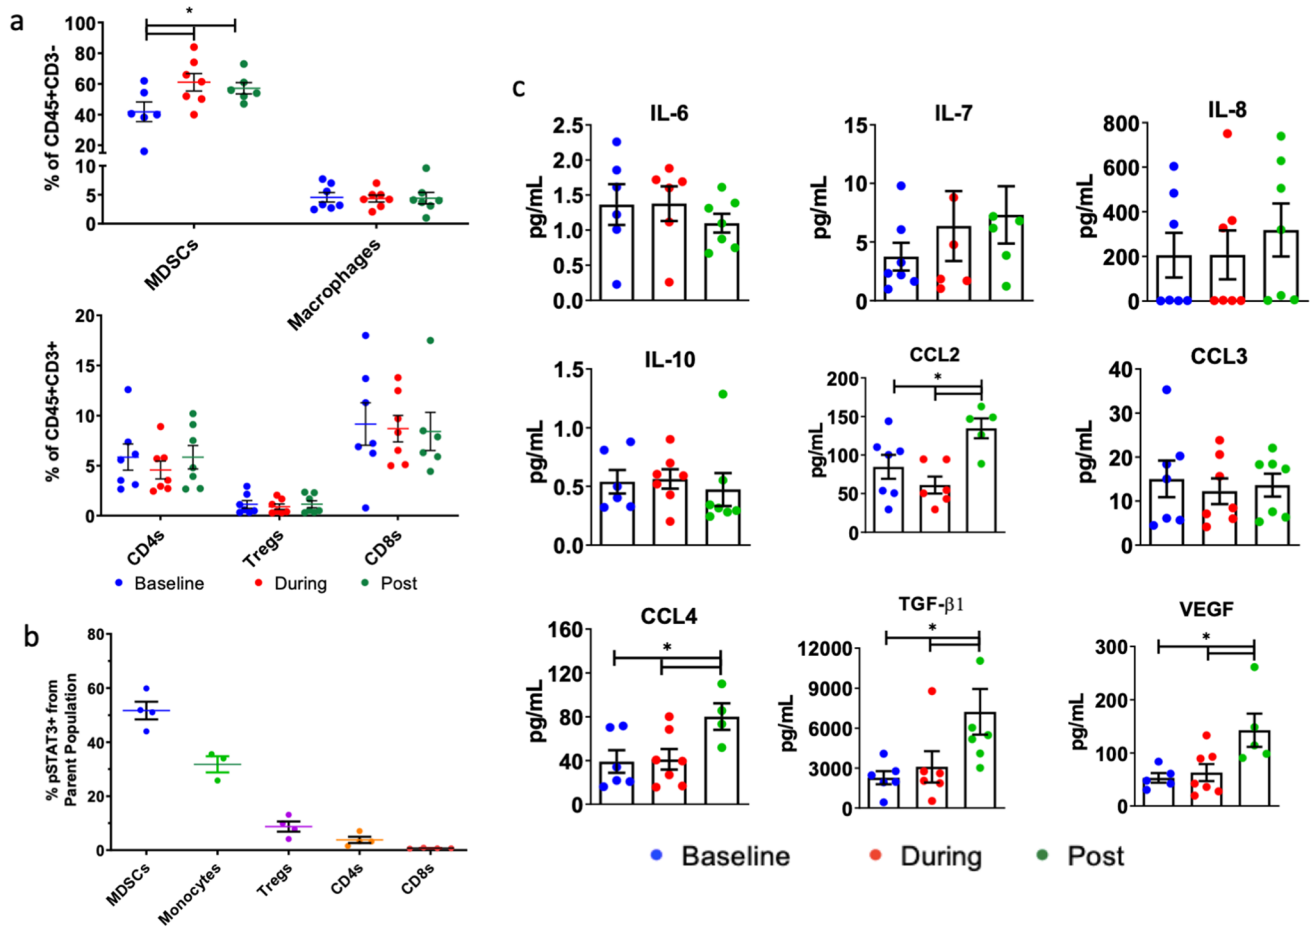 a
*
100
80
60
40
20
10
5
0
% of CD45+CD3-
MDSCs
Macrophages
20
15
10
5
0
% of CD45+CD3+
CD4s
Tregs
CD8s
Baseline
During
Post
b
80
60
40
20
0
% pSTAT3+ from
Parent Population
MDSCs
Monocytes
Tregs
CD4s
CD8s
c
IL-6
2.5
2.0
1.5
1.0
0.5
0.0
pg/mL
IL-7
15
10
5
0
pg/mL
IL-8
800
600
400
200
0
pg/mL
IL-10
1.5
1.0
0.5
0.0
pg/mL
CCL2
*
200
150
100
50
0
pg/mL
CCL3
40
30
20
10
0
pg/mL
CCL4
*
160
120
80
40
0
pg/mL
TGF-β1
*
12000
9000
6000
3000
0
pg/mL
VEGF
*
300
200
100
0
pg/mL
Baseline
During
Post